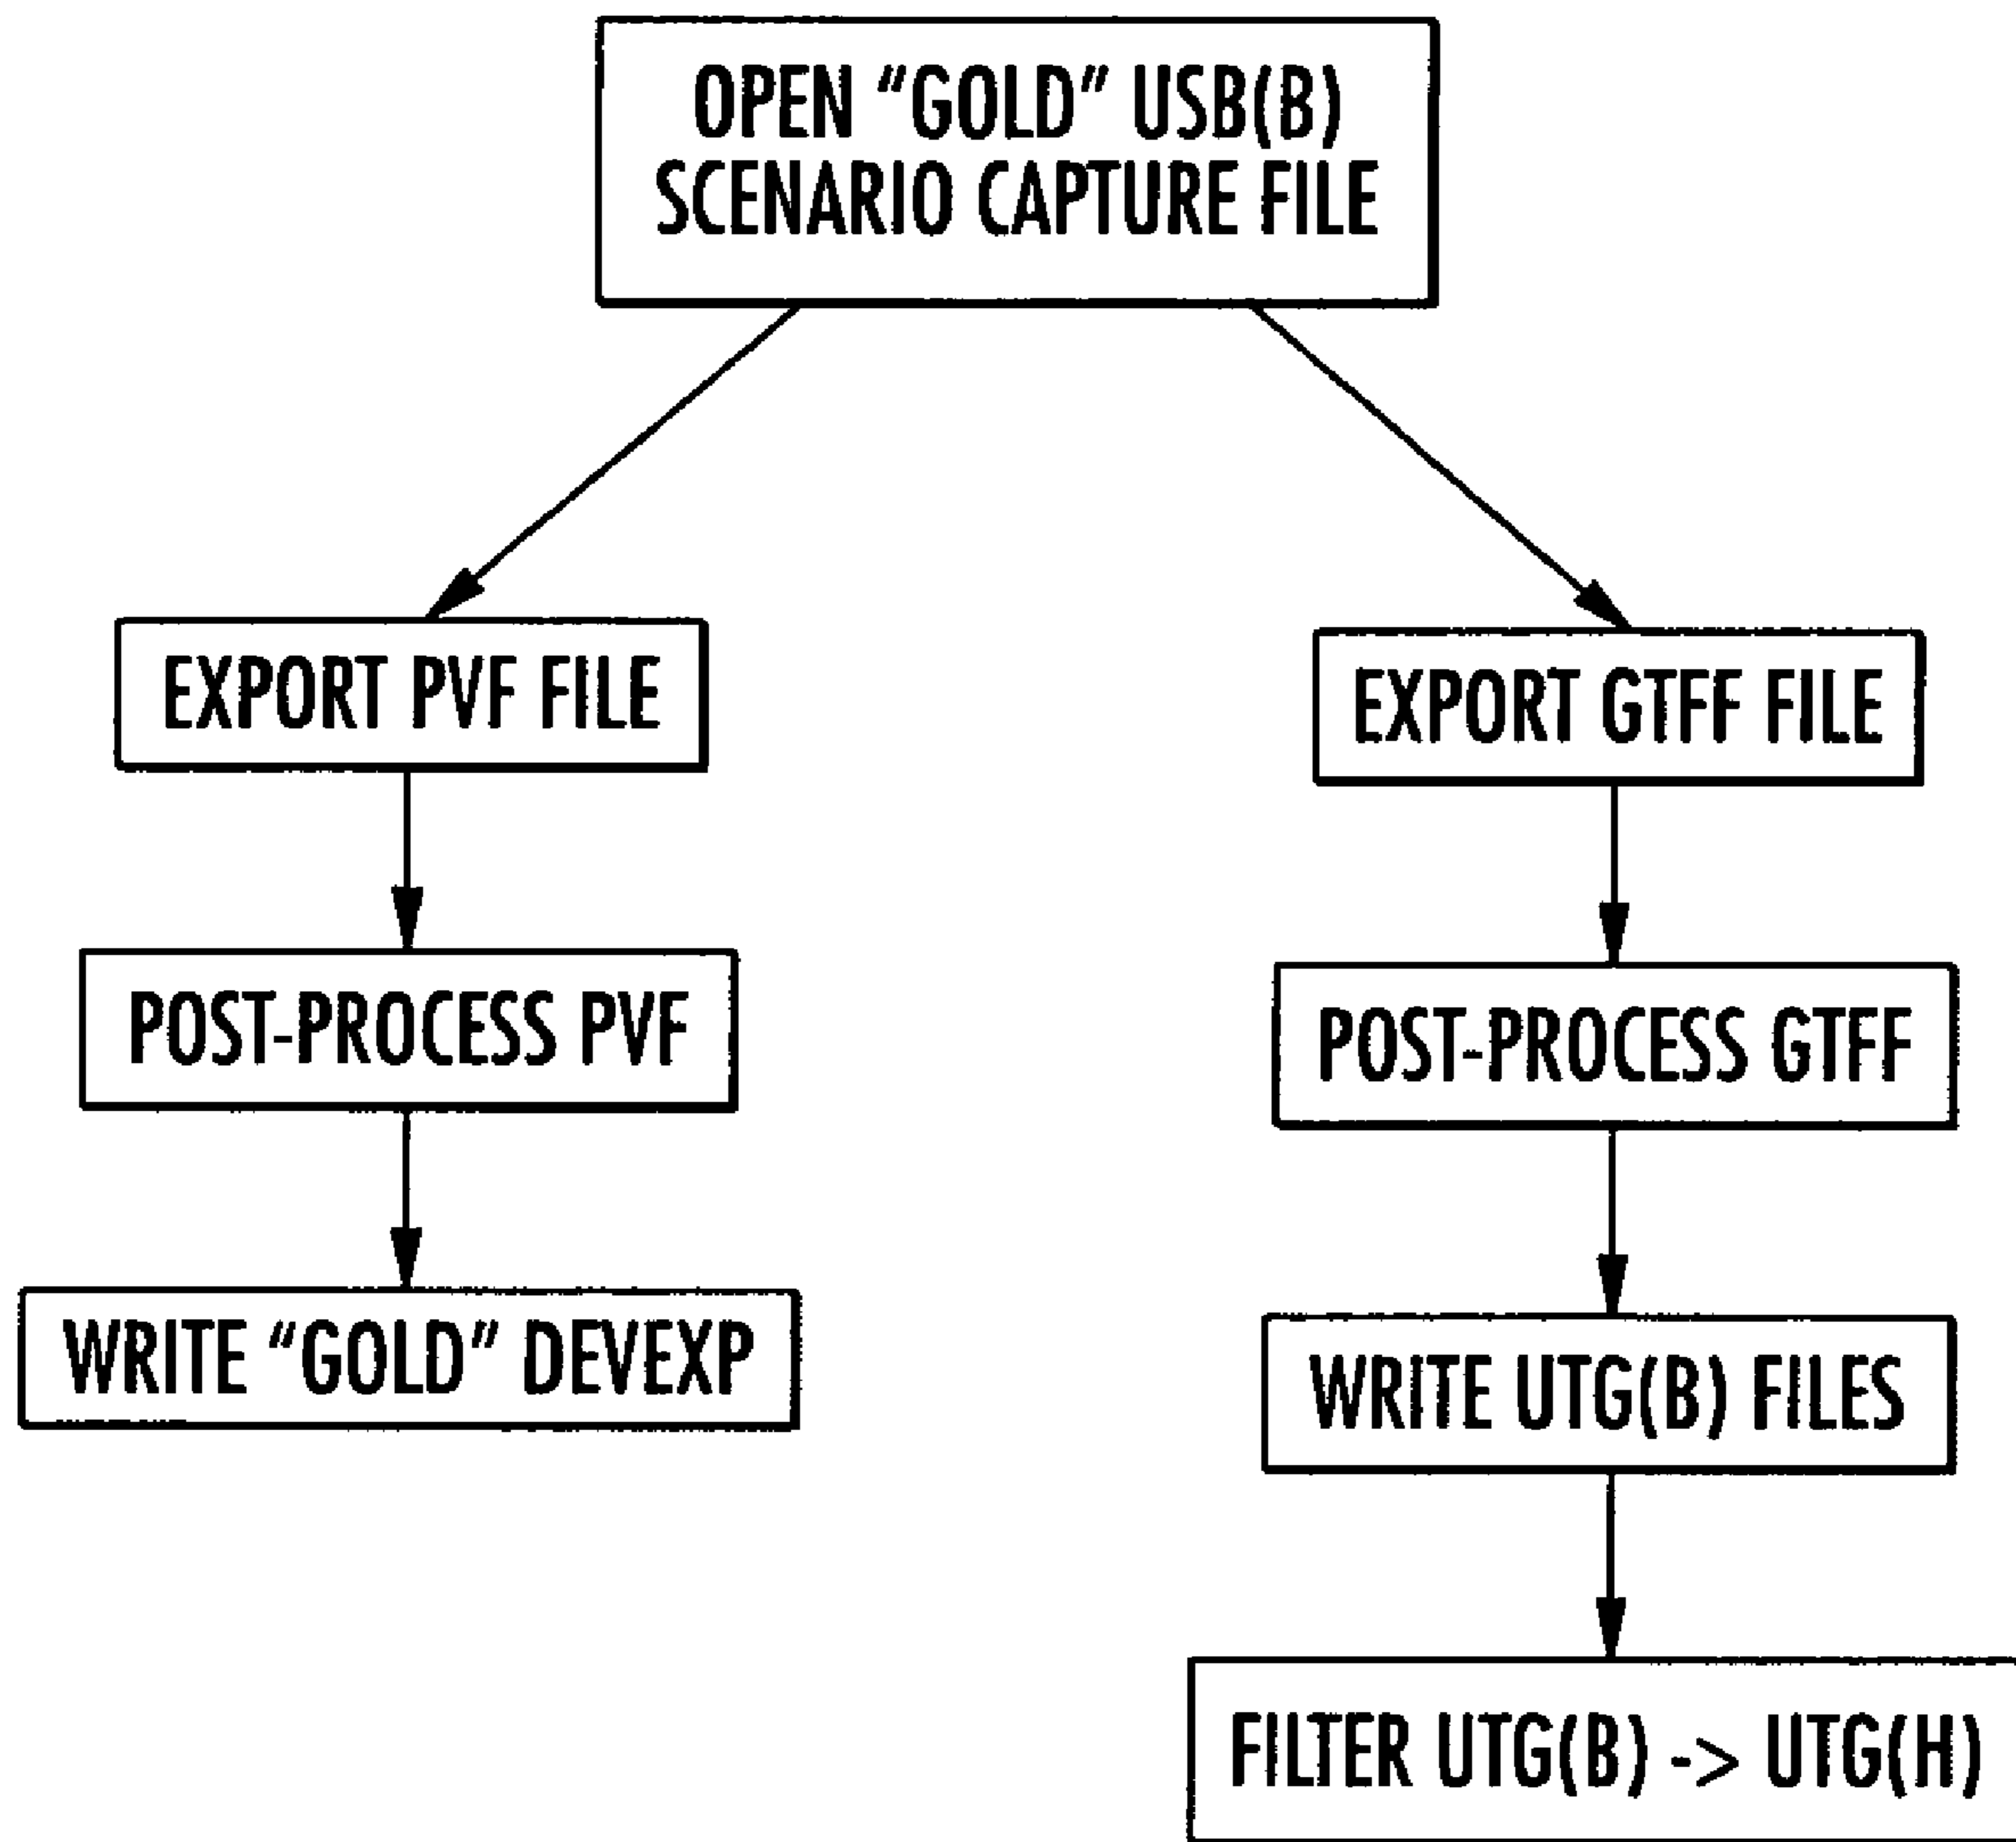 OPEN “GOLD” USB(B)
SCENARIO CAPTURE FILE
EXPORT PVF FILE
EXPORT GTFF FILE
POST-PROCESS PVF
POST-PROCESS GTFF
WRITE “GOLD” DEVEXP
WRITE UTG(B) FILES
FILTER UTG(B) -> UTG(H)